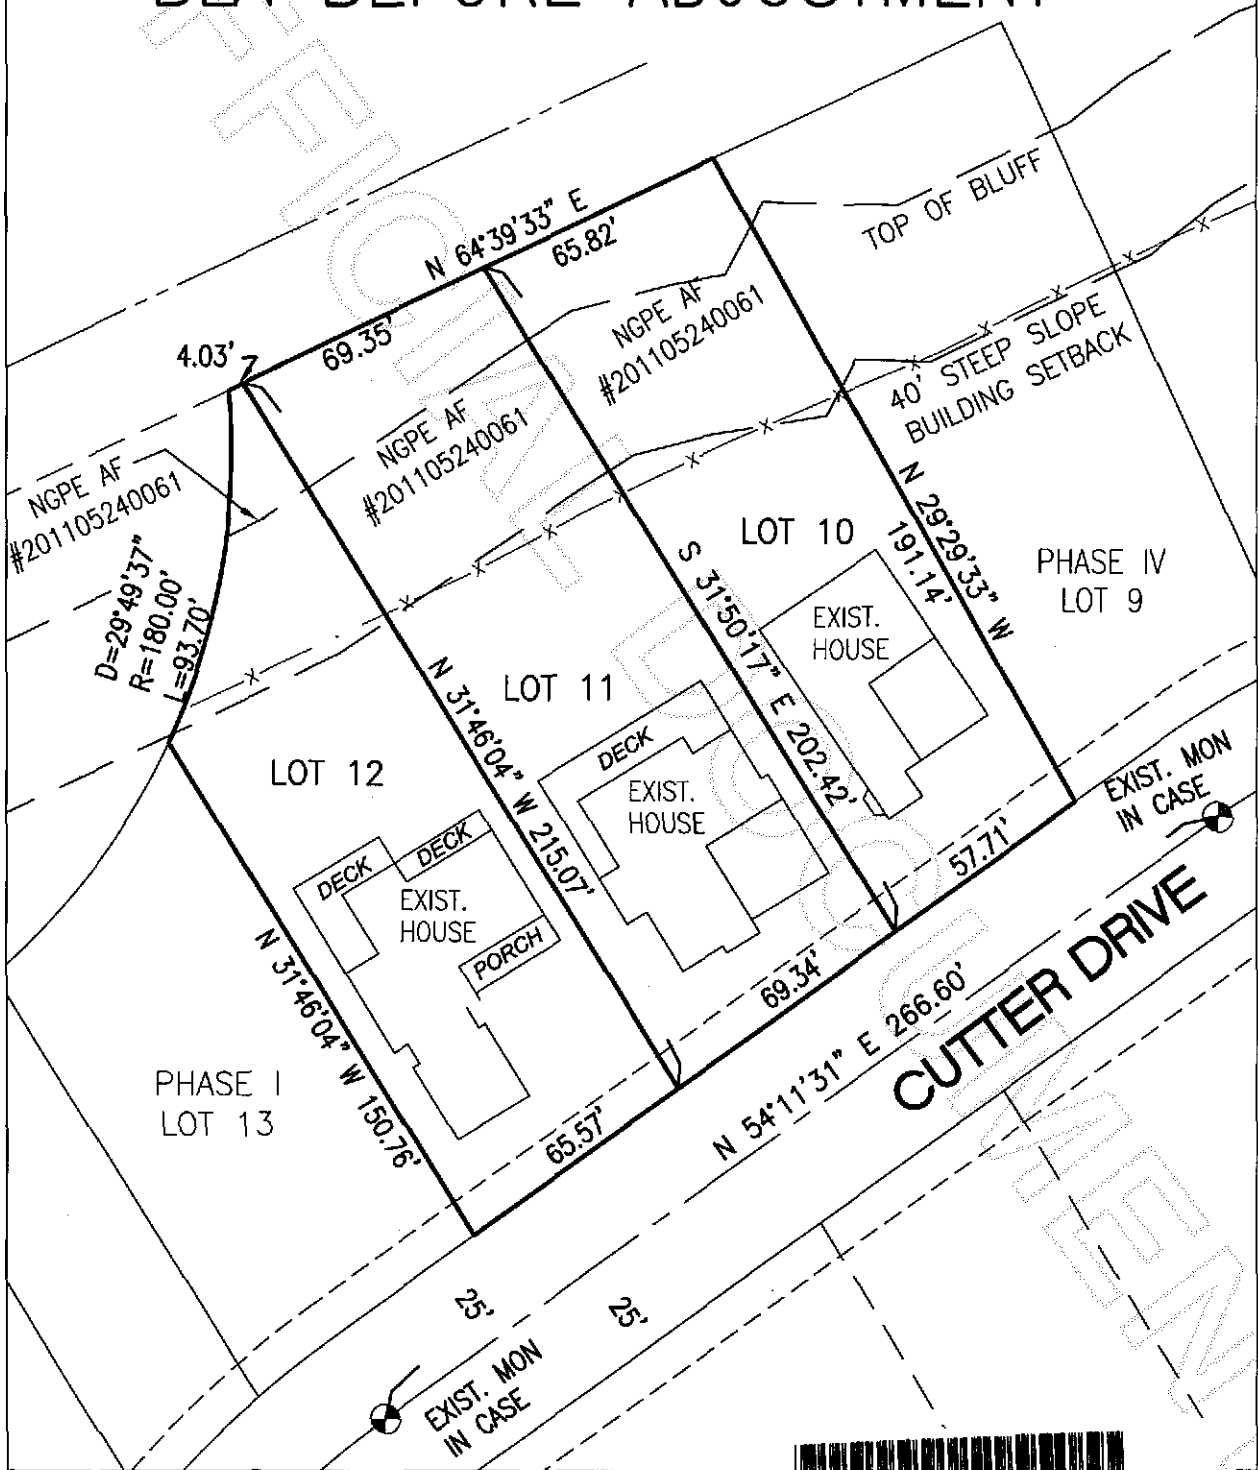 BLA BEFORE ADJUSTMENT
UNOFFICIAL DOCUMENT
N 64°39'33" E
65.82'
69.35'
4.03'
TOP OF BLUFF
NGPE AF
#201105240061
NGPE AF
#201105240061
NGPE AF
#201105240061
40' STEEP SLOPE
BUILDING SETBACK
D=29°49'37"
R=180.00'
L=93.70'
LOT 10
N 29°29'33" W
191.14'
PHASE IV
LOT 9
EXIST.
HOUSE
S 31°50'17" E 202.42'
LOT 11
N 31°46'04" W 215.07'
DECK
EXIST.
HOUSE
LOT 12
DECK
DECK
EXIST.
HOUSE
PORCH
N 31°46'04" W 150.76'
PHASE I
LOT 13
EXIST. MON
IN CASE
57.71'
69.34'
65.57'
N 54°11'31" E 266.60'
CUTTER DRIVE
25'
25'
EXIST. MON
IN CASE